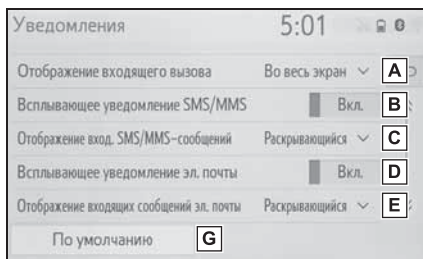 Уведомления 5:01
Отображение входящего вызова Во весь экран A
Всплывающее уведомление SMS/MMS Вкл. B
Отображение вход. SMS/MMS-сообщений Раскрывающийся C
Всплывающее уведомление эл. почты Вкл. D
Отображение входящих сообщений эл. почты Раскрывающийся E
По умолчанию G